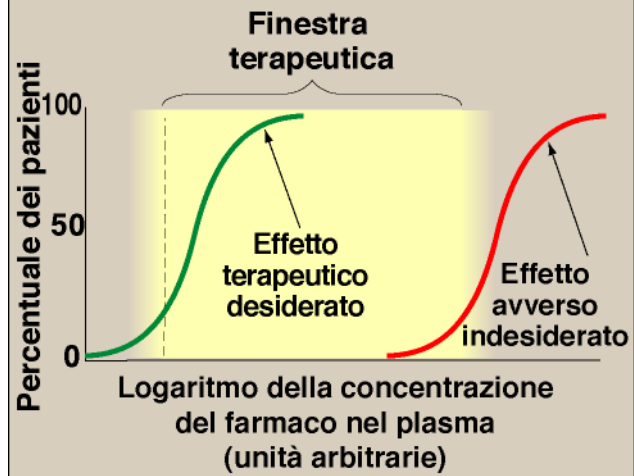 Finestra
terapeutica
Percentuale dei pazienti
100
50
0
Effetto
terapeutico
desiderato
Effetto
avverso
indesiderato
Logaritmo della concentrazione
del farmaco nel plasma
(unità arbitrarie)